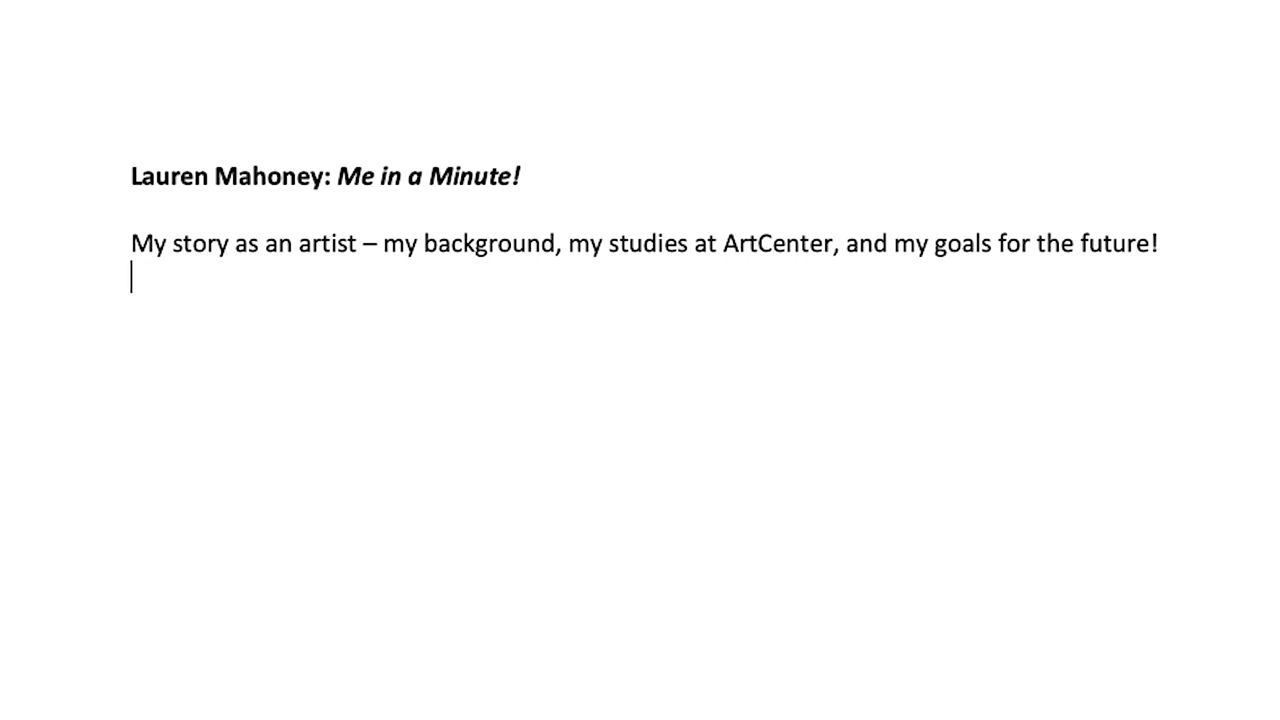 Lauren Mahoney: Me in a Minute!
My story as an artist – my background, my studies at ArtCenter, and my goals for the future!